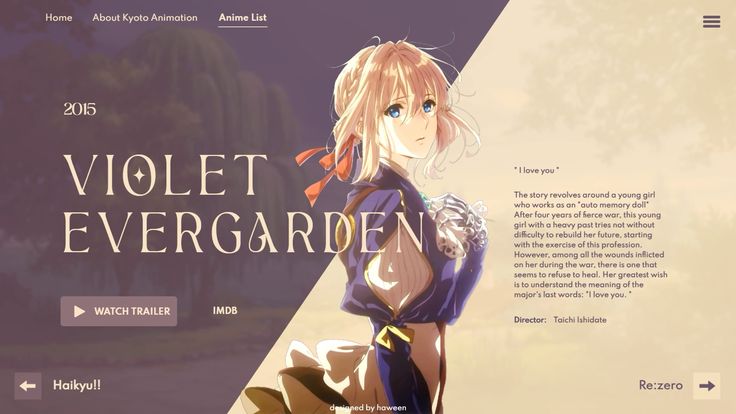 Home
About Kyoto Animation
Anime List
2015
VIOLET
EVERGARDEN
WATCH TRAILER
IMDB
" I love you "
The story revolves around a young girl
who works as an "auto memory doll"
After four years of fierce war, this young
girl with a heavy past tries not without
difficulty to rebuild her future, starting
with the exercise of this profession.
However, among all the wounds inflicted
on her during the war, there is one that
seems to refuse to heal. Her greatest wish
is to understand the meaning of the
major's last words: "I love you. "
Director: Taichi Ishidate
Haikyu!!
Re:zero
designed by haween